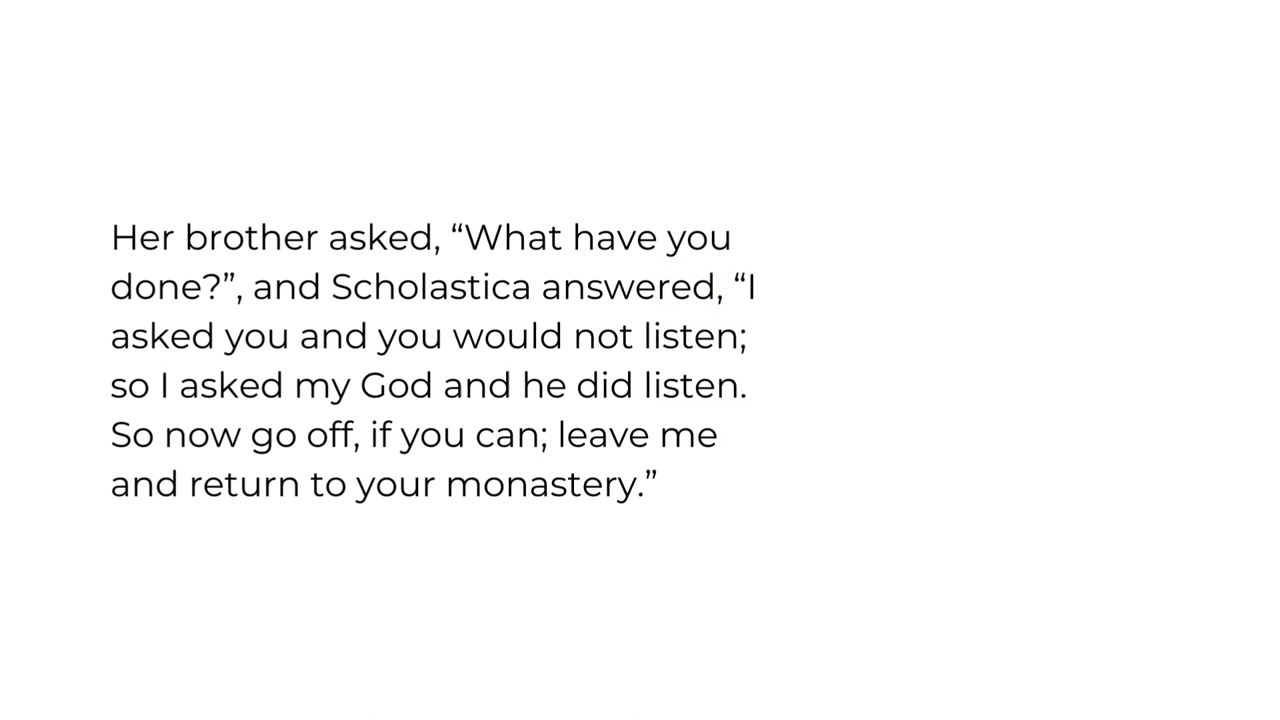 Her brother asked, “What have you
done?”, and Scholastica answered, “I
asked you and you would not listen;
so I asked my God and he did listen.
So now go off, if you can; leave me
and return to your monastery.”